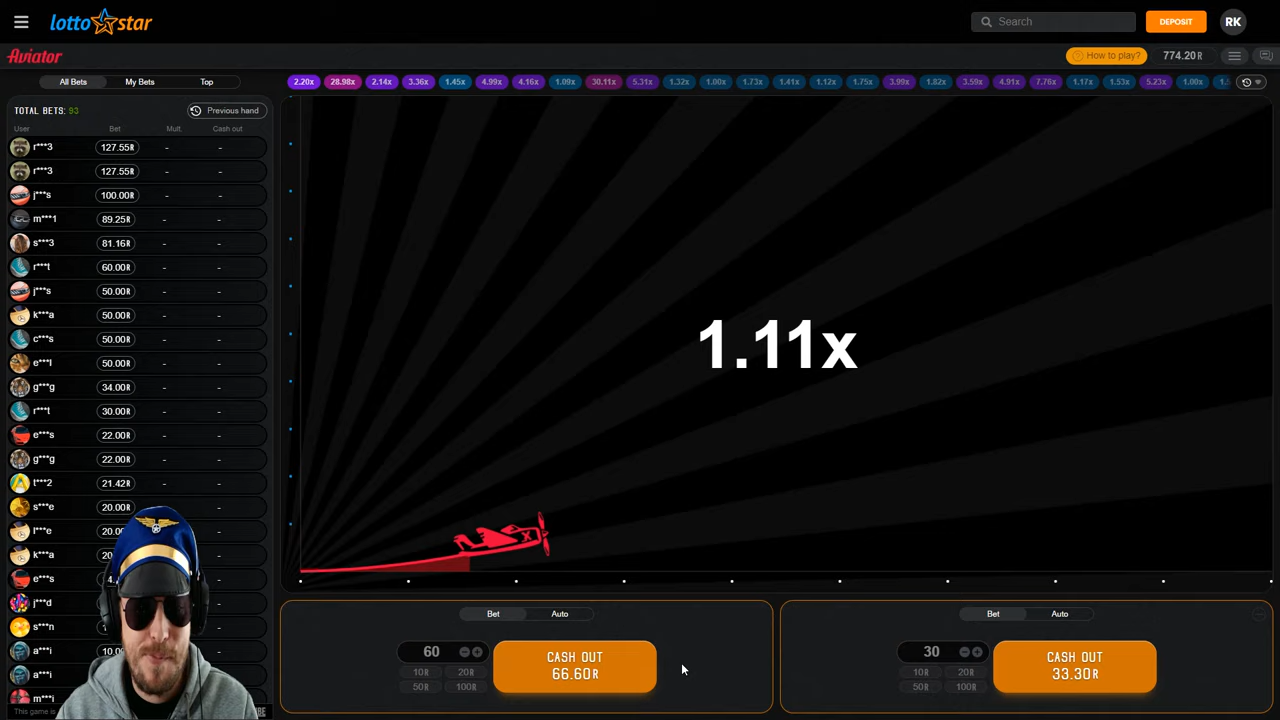 lotto star
Search
DEPOSIT
RK
Aviator
How to play?
774.20R
All Bets
My Bets
Top
2.20x 28.98x 2.14x 3.36x 1.45x 4.99x 4.16x 1.09x 30.11x 5.31x 1.32x 1.00x 1.73x 1.41x 1.12x 1.75x 3.99x 1.82x 3.59x 4.91x 7.76x 1.17x 1.53x 5.23x 1.00x
TOTAL BETS: 93
Previous hand
User Bet Mult. Cash out
r***3 127.55R - -
r***3 127.55R - -
j***s 100.00R - -
m***1 89.25R - -
s***3 81.16R - -
r***t 60.00R - -
j***s 50.00R - -
k***a 50.00R - -
c***s 50.00R - -
e***l 50.00R - -
g***g 34.00R - -
r***t 30.00R - -
e***s 22.00R - -
g***g 22.00R - -
t***2 21.42R - -
s***e 20.00R - -
l***e - -
k***a - -
e***s - -
j***d - -
s***n - -
a***i - -
a***i - -
m***i - -
This game is
1.11x
X
Bet Auto
60
10R 20R
50R 100R
CASH OUT
66.60R
Bet Auto
30
10R 20R
50R 100R
CASH OUT
33.30R